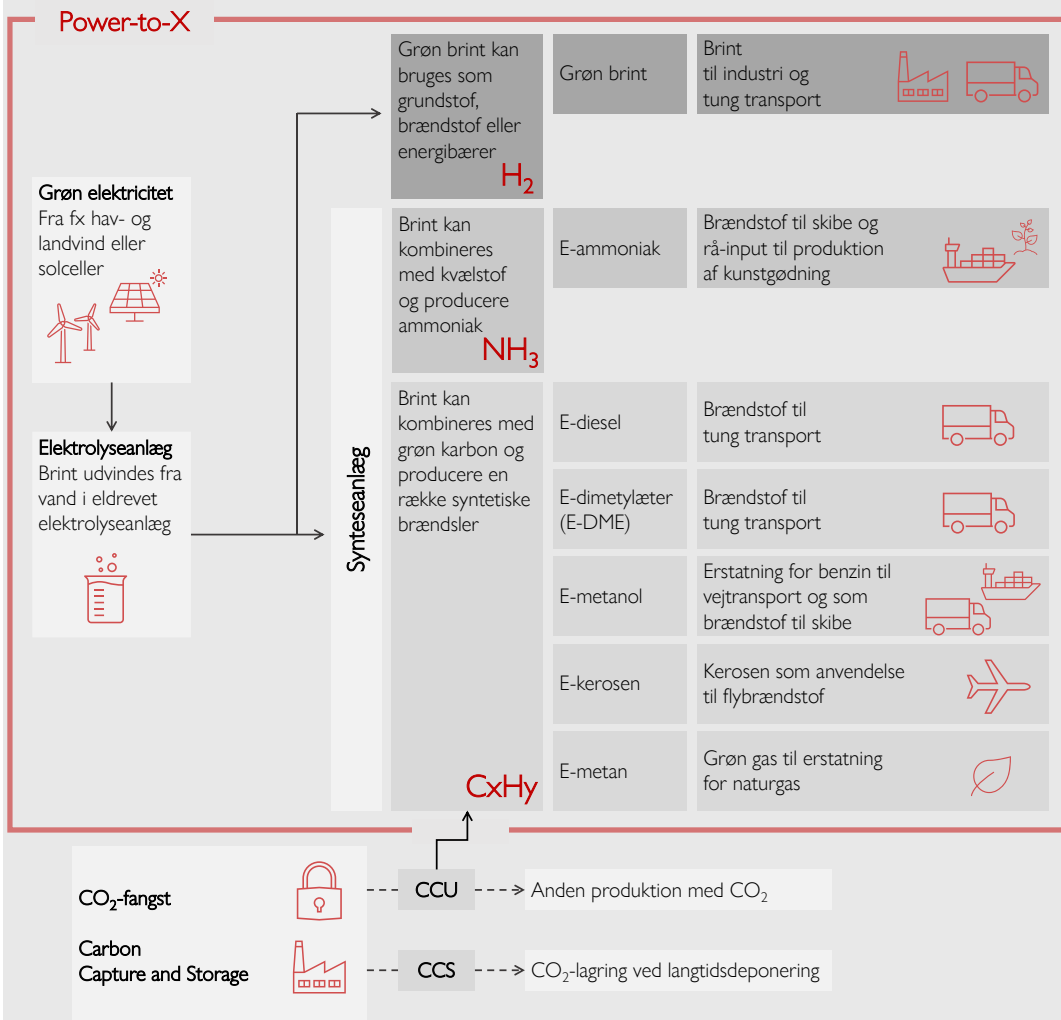 Power-to-X
Grøn elektricitet
Fra fx hav- og
landvind eller
solceller
Elektrolyseanlæg
Brint udvindes fra
vand i eldrevet
elektrolyseanlæg
Synteseanlæg
Grøn brint kan
bruges som
grundstof,
brændstof eller
energibærer
H₂
Grøn brint
Brint
til industri og
tung transport
Brint kan
kombineres
med kvælstof
og producere
ammoniak
NH₃
E-ammoniak
Brændstof til skibe og
rå-input til produktion
af kunstgødning
Brint kan
kombineres med
grøn karbon og
producere en
række syntetiske
brændsler
CxHy
E-diesel
Brændstof til
tung transport
E-dimetylæter
(E-DME)
Brændstof til
tung transport
E-metanol
Erstatning for benzin til
vejtransport og som
brændstof til skibe
E-kerosen
Kerosen som anvendelse
til flybrændstof
E-metan
Grøn gas til erstatning
for naturgas
CO₂-fangst
CCU
Anden produktion med CO₂
Carbon
Capture and Storage
CCS
CO₂-lagring ved langtidsdeponering